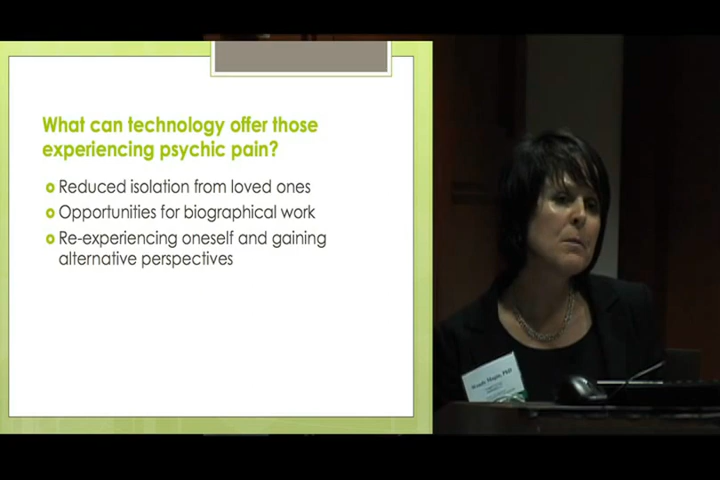 What can technology offer those
experiencing psychic pain?
Reduced isolation from loved ones
Opportunities for biographical work
Re-experiencing oneself and gaining
alternative perspectives
PhD